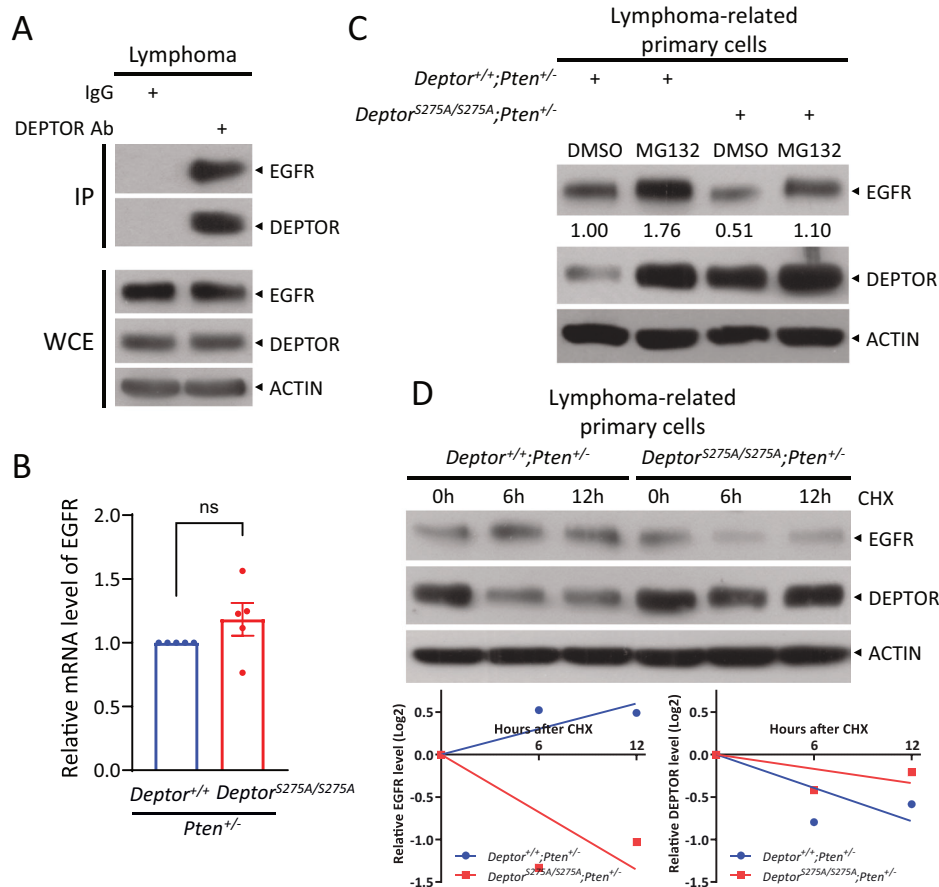 A
Lymphoma
IgG +
DEPTOR Ab +
IP
EGFR
DEPTOR
WCE
EGFR
DEPTOR
ACTIN
B
Relative mRNA level of EGFR
2.0
1.5
1.0
0.5
0.0
ns
Deptor+/+ DeptorS275A/S275A
Pten+/-
C
Lymphoma-related
primary cells
Deptor+/+;Pten+/- + +
DeptorS275A/S275A;Pten+/- + +
DMSO MG132 DMSO MG132
EGFR
1.00 1.76 0.51 1.10
DEPTOR
ACTIN
D
Lymphoma-related
primary cells
Deptor+/+;Pten+/- DeptorS275A/S275A;Pten+/-
0h 6h 12h 0h 6h 12h CHX
EGFR
DEPTOR
ACTIN
Relative EGFR level (Log2)
0.5
0.0
-0.5
-1.0
-1.5
Hours after CHX
6 12
Deptor+/+;Pten+/-
DeptorS275A/S275A;Pten+/-
Relative DEPTOR level (Log2)
0.5
0.0
-0.5
-1.0
-1.5
Hours after CHX
6 12
Deptor+/+;Pten+/-
DeptorS275A/S275A;Pten+/-